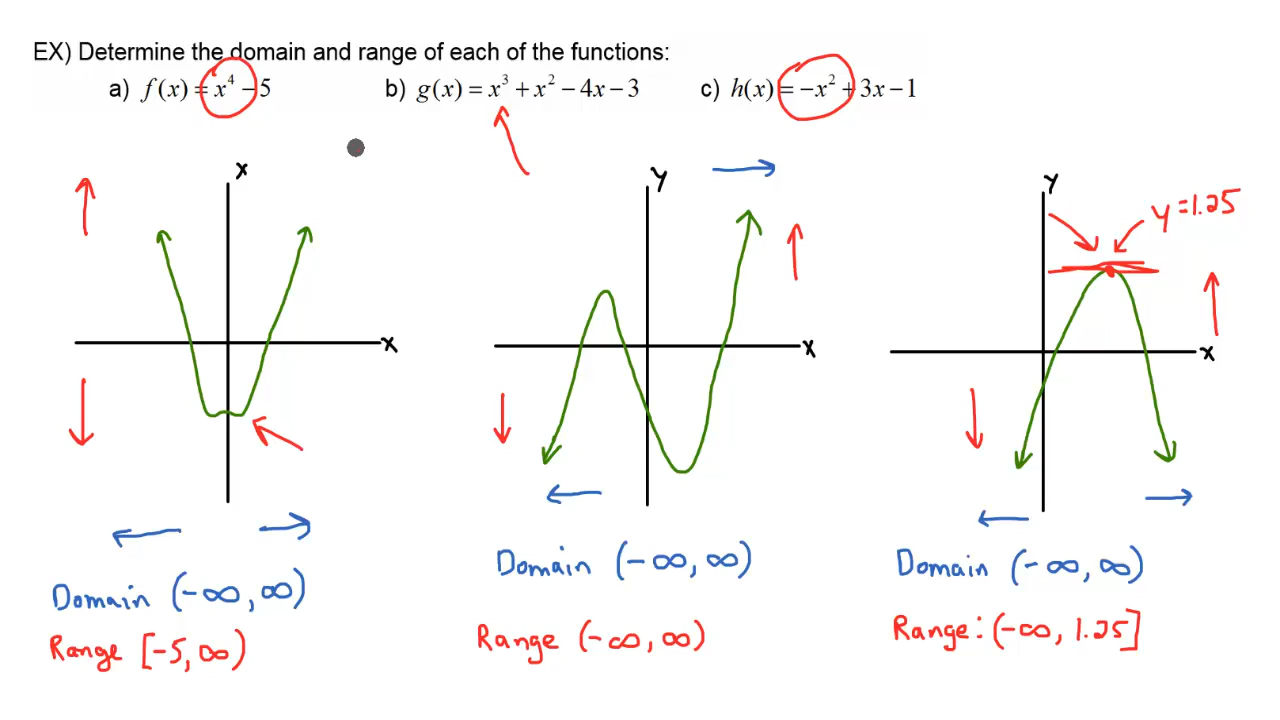 EX) Determine the domain and range of each of the functions:
a) f(x) = x⁴ − 5 b) g(x) = x³ + x² − 4x − 3 c) h(x) = −x² + 3x − 1
x
x
Domain (-∞, ∞)
Range [-5, ∞)
y
x
Domain (-∞, ∞)
Range (-∞, ∞)
y
y=1.25
x
Domain (-∞, ∞)
Range: (-∞, 1.25]